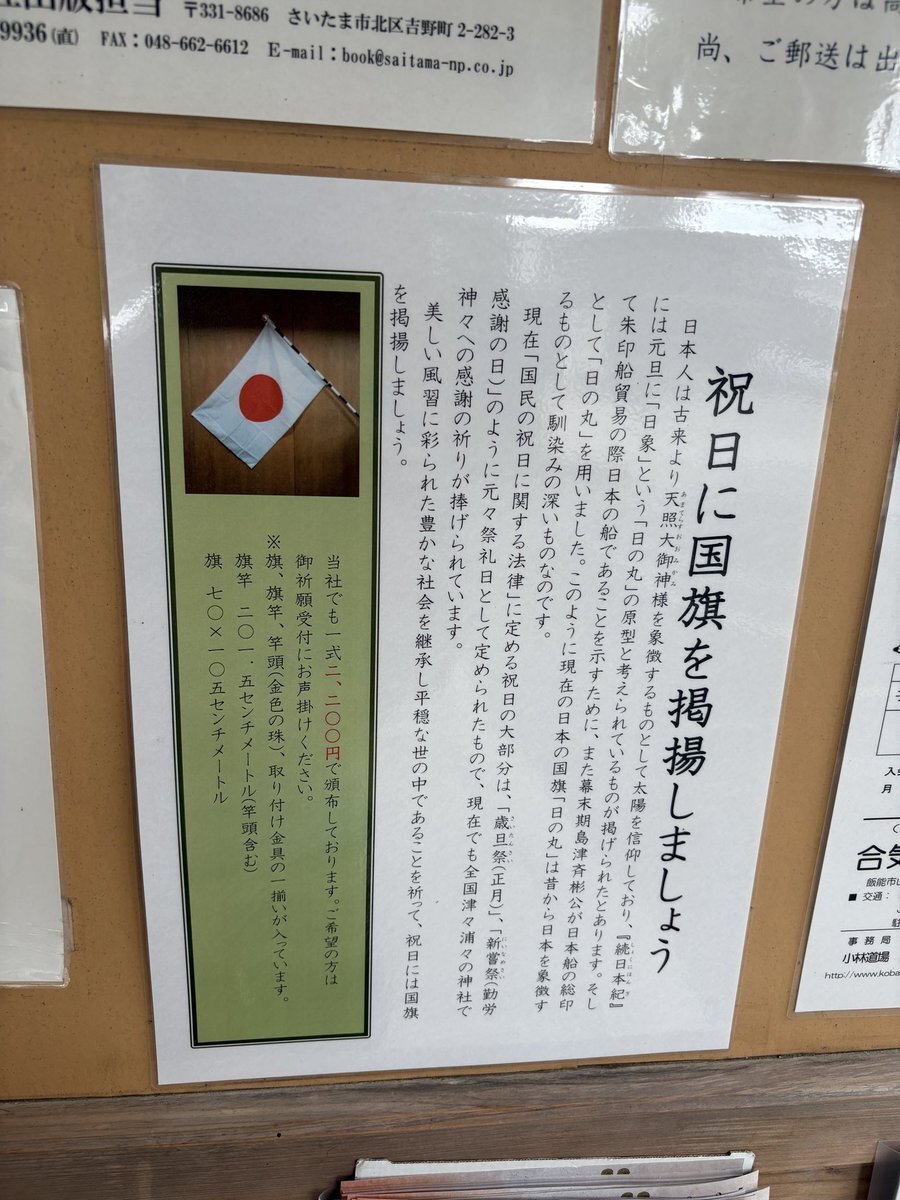 出版担当 〒331-8686 さいたま市北区吉野町2-282-3
9936(直) FAX：048-662-6612 E-mail：book@saitama-np.co.jp
尚、ご郵送は出
祝日に国旗を掲揚しましょう
日本人は古来より天照大御神様を象徴するものとして太陽を信仰しており、『続日本紀』
には元旦に「日象」という「日の丸」の原型と考えられているものが掲げられたとあります。そし
て朱印船貿易の際日本の船であることを示すために、また幕末期島津斉彬公が日本船の総印
として「日の丸」を用いました。このように現在の日本の国旗「日の丸」は昔から日本を象徴す
るものとして馴染みの深いものなのです。
現在「国民の祝日に関する法律」に定める祝日の大部分は、「歳旦祭(正月)」、「新嘗祭(勤労
感謝の日)のように元々祭礼日として定められたもので、現在でも全国津々浦々の神社で
神々への感謝の祈りが捧げられています。
美しい風習に彩られた豊かな社会を継承し平穏な世の中であることを祈って、祝日には国旗
を掲揚しましょう。
当社でも一式二、二〇〇円で頒布しております。ご希望の方は
御祈願受付にお声掛けください。
※旗、旗竿、竿頭(金色の珠)、取り付け金具の一揃いが入っています。
旗竿 二〇一．五センチメートル(竿頭含む)
旗 七〇×一〇五センチメートル
月
合気
飯能市
■ 交通：
事務局
小林道場
http://www.koba